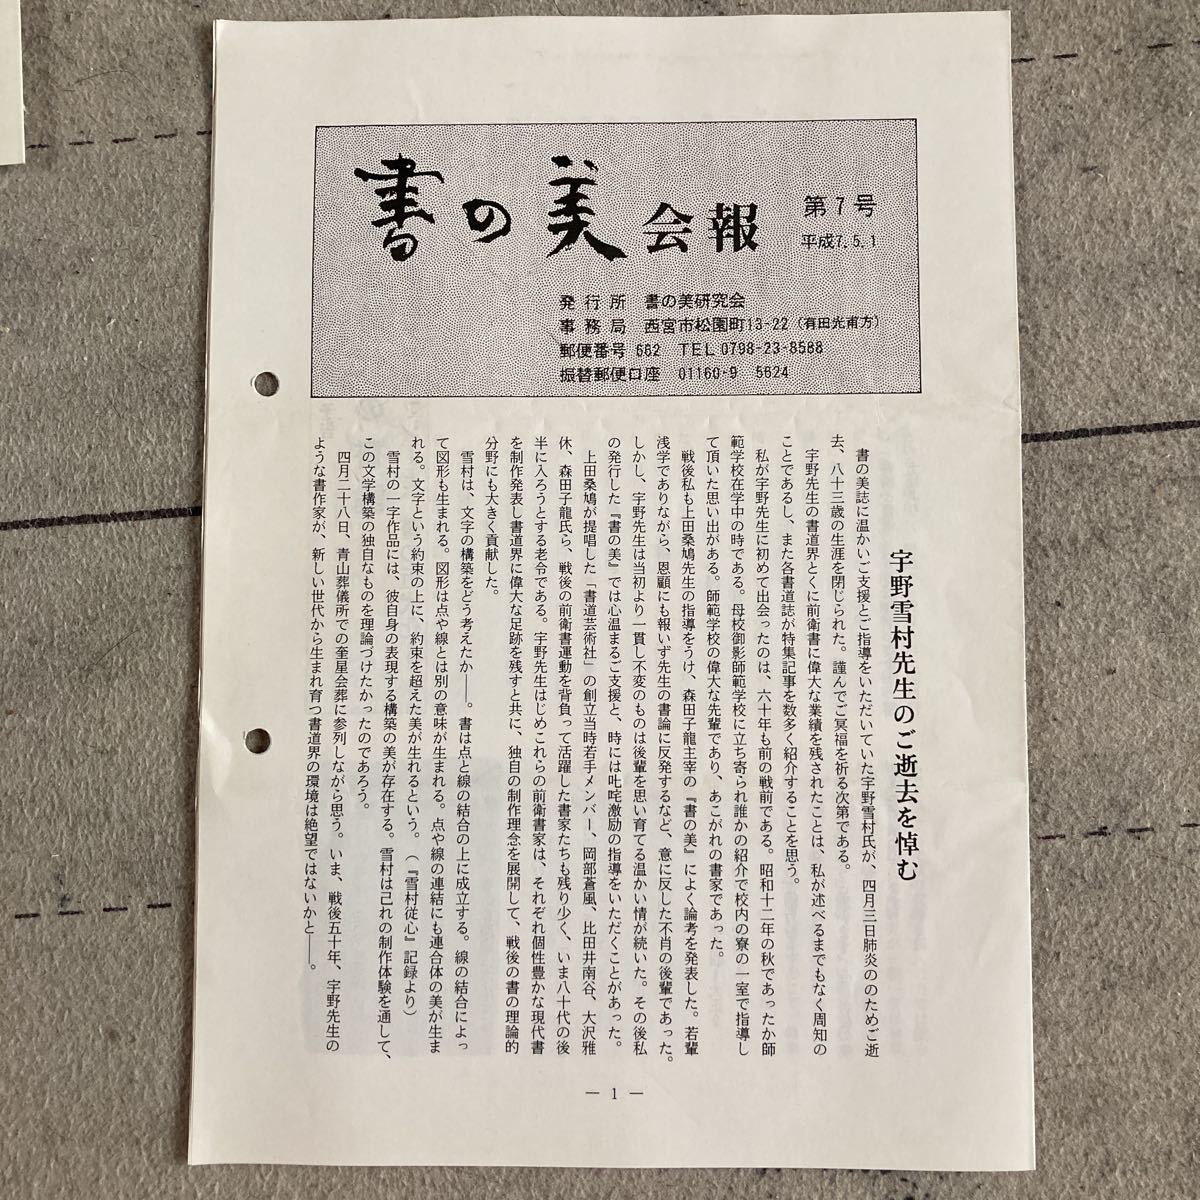 書の美 会報
第7号
平成7.5.1
発行所 書の美研究会
事務局 西宮市松園町13-22（有田光甫方）
郵便番号 662 TEL 0798-23-8588
振替郵便口座 01160-9 5624
宇野雪村先生のご逝去を悼む
書の美誌に温かいご支援とご指導をいただいていた宇野雪村氏が、四月三日肺炎ののためご逝
去、八十三歳の生涯を閉じられた。謹んでご冥福を祈る次第である。
宇野先生の書道界とくに前衛書に偉大な業績を残されたことは、私が述べるまでもなく周知の
ことであるし、また各書道誌が特集記事を数多く紹介することを思う。
私が宇野先生に初めて出会ったのは、六十年も前の戦前である。昭和十二年の秋であったか師
範学校在学中の時である。母校御影師範学校に立ち寄られ誰かの紹介で校内の寮の一室で指導し
て頂いた思い出がある。師範学校の偉大な先輩であり、あこがれの書家であった。
戦後私も上田桑鳩先生の指導をうけ、森田子龍主宰の『書の美』によく論考を発表した。若輩
浅学でありながら、恩顧にも報いず先生の書論に反発するなど、意に反した不肖の後輩であった。
しかし、宇野先生は当初より一貫し不変のものは後輩を思い育てる温かい情が続いた。その後私
の発行した『書の美』では心温まるご支援と、時には叱咤激励の指導をいただくことがあった。
上田桑鳩が提唱した「書道芸術社」の創立当時若手メンバー、岡部蒼風、比田井南谷、大沢雅
休、森田子龍氏ら、戦後の前衛書運動を背負って活躍した書家たちも残り少く、いま八十代の後
半に入ろうとする老令である。宇野先生はじめこれらの前衛書家は、それぞれ個性豊かな現代書
を制作発表し書道界に偉大な足跡を残すと共に、独自の制作理念を展開して、戦後の書の理論的
分野にも大きく貢献した。
雪村は、文字の構築をどう考えたか――。書は点と線の結合の上に成立する。線の結合によっ
て図形も生まれる。図形は点や線とは別の意味が生まれる。点や線の連結にも連合体の美が生ま
れる。文字という約束の上に、約束を超えた美が生れるという。（『雪村従心』記録より）
雪村の一字作品には、彼自身の表現する構築の美が存在する。雪村は己れの制作体験を通して、
この文学構築の独自なものを理論づけたかったのであろう。
四月二十八日、青山葬儀所での奎星会葬に参列しながら思う。いま、戦後五十年、宇野先生の
ような書作家が、新しい世代から生まれ育つ書道界の環境は絶望ではないかと――。
― 1 ―